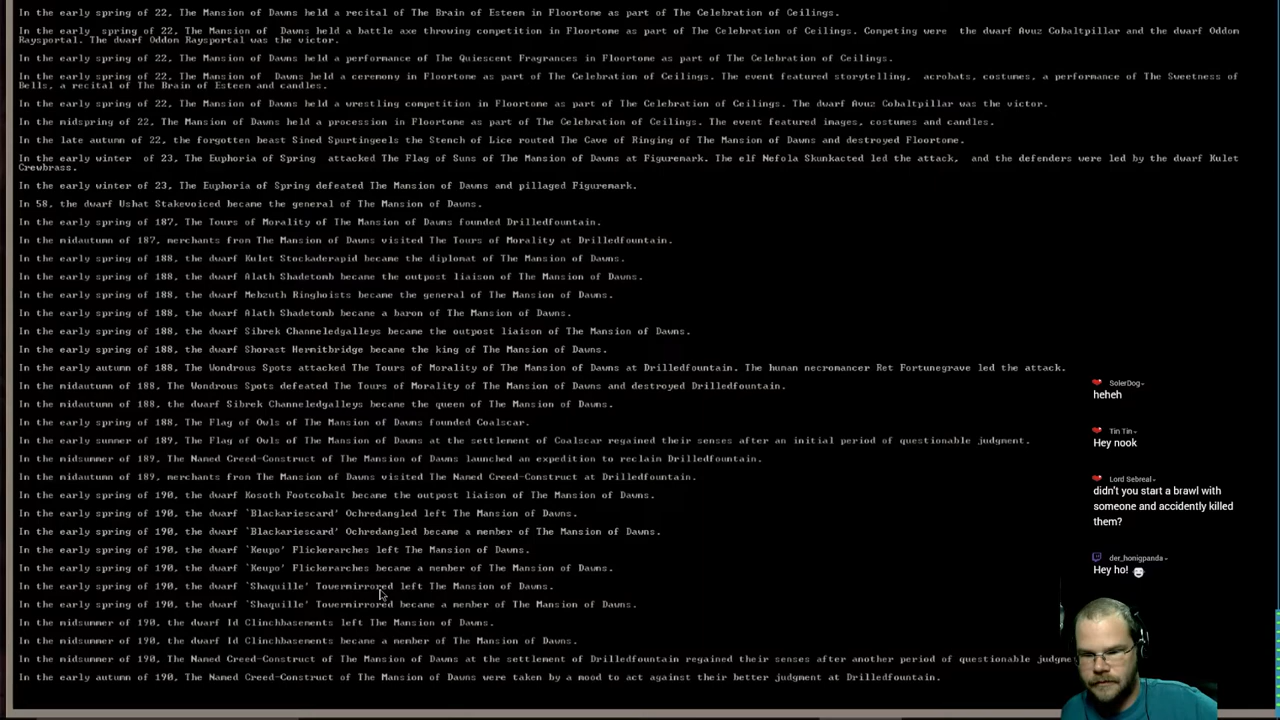 In the early spring of 22, The Mansion of Dawns held a recital of The Brain of Esteem in Floortome as part of The Celebration of Ceilings.
In the early spring of 22, The Mansion of Dawns held a battle axe throwing competition in Floortome as part of The Celebration of Ceilings. Competing were the dwarf Avuz Cobaltpillar and the dwarf Oddom
Raysportal. The dwarf Oddon Raysportal was the victor.
In the early spring of 22, The Mansion of Dawns held a performance of The Quiescent Fragrances in Floortome as part of The Celebration of Ceilings.
In the early spring of 22, The Mansion of Dawns held a ceremony in Floortome as part of The Celebration of Ceilings. The event featured storytelling, acrobats, costumes, a performance of The Sweetness of
Bells, a recital of The Brain of Esteem and candles.
In the early spring of 22, The Mansion of Dawns held a wrestling competition in Floortome as part of The Celebration of Ceilings. The dwarf Avuz Cobaltpillar was the victor.
In the midspring of 22, The Mansion of Dawns held a procession in Floortome as part of The Celebration of Ceilings. The event featured images, costumes and candles.
In the late autumn of 22, the forgotten beast Sined Spurtingeels the Stench of Lice routed The Cave of Ringing of The Mansion of Dawns and destroyed Floortome.
In the early winter of 23, The Euphoria of Spring attacked The Flag of Suns of The Mansion of Dawns at Figuremark. The elf Nefola Skunkacted led the attack, and the defenders were led by the dwarf Kulet
Crewbrass.
In the early winter of 23, The Euphoria of Spring defeated The Mansion of Dawns and pillaged Figuremark.
In 58, the dwarf Ushat Stakevoiced became the general of The Mansion of Dawns.
In the early spring of 187, The Tours of Morality of The Mansion of Dawns founded Drilledfountain.
In the midautumn of 187, merchants from The Mansion of Dawns visited The Tours of Morality at Drilledfountain.
In the early spring of 188, the dwarf Kulet Stockaderapid became the diplomat of The Mansion of Dawns.
In the early spring of 188, the dwarf Alath Shadetomb became the outpost liaison of The Mansion of Dawns.
In the early spring of 188, the dwarf Mebzuth Ringhoists became the general of The Mansion of Dawns.
In the early spring of 188, the dwarf Alath Shadetomb became a baron of The Mansion of Dawns.
In the early spring of 188, the dwarf Sibrek Channeledgalleys became the outpost liaison of The Mansion of Dawns.
In the early spring of 188, the dwarf Shorast Hermitbridge became the king of The Mansion of Dawns.
In the early autumn of 188, The Wondrous Spots attacked The Tours of Morality of The Mansion of Dawns at Drilledfountain. The human necromancer Ret Fortunegrave led the attack.
In the midautumn of 188, The Wondrous Spots defeated The Tours of Morality of The Mansion of Dawns and destroyed Drilledfountain.
In the midautumn of 188, the dwarf Sibrek Channeledgalleys became the queen of The Mansion of Dawns.
In the early spring of 188, The Flag of Owls of The Mansion of Dawns founded Coalscar.
In the early summer of 189, The Flag of Owls of The Mansion of Dawns at the settlement of Coalscar regained their senses after an initial period of questionable judgment.
In the midsummer of 189, The Named Creed-Construct of The Mansion of Dawns launched an expedition to reclaim Drilledfountain.
In the midautumn of 189, merchants from The Mansion of Dawns visited The Named Creed-Construct at Drilledfountain.
In the early spring of 190, the dwarf Kosoth Footcobalt became the outpost liaison of The Mansion of Dawns.
In the early spring of 190, the dwarf `Blackariescard' Ochredangled left The Mansion of Dawns.
In the early spring of 190, the dwarf `Blackariescard' Ochredangled became a member of The Mansion of Dawns.
In the early spring of 190, the dwarf `Keupo' Flickerarches left The Mansion of Dawns.
In the early spring of 190, the dwarf `Keupo' Flickerarches became a member of The Mansion of Dawns.
In the early spring of 190, the dwarf `Shaquille' Towermirrored left The Mansion of Dawns.
In the early spring of 190, the dwarf `Shaquille' Towermirrored became a member of The Mansion of Dawns.
In the midsummer of 190, the dwarf Id Clinchbasements left The Mansion of Dawns.
In the midsummer of 190, the dwarf Id Clinchbasements became a member of The Mansion of Dawns.
In the midsummer of 190, The Named Creed-Construct of The Mansion of Dawns at the settlement of Drilledfountain regained their senses after another period of questionable judgme
In the early autumn of 190, The Named Creed-Construct of The Mansion of Dawns were taken by a mood to act against their better judgment at Drilledfountain.
SolerDog
heheh
Tin Tin
Hey nook
Lord Sebreal
didn't you start a brawl with
someone and accidently killed
them?
der_honigpanda
Hey ho!